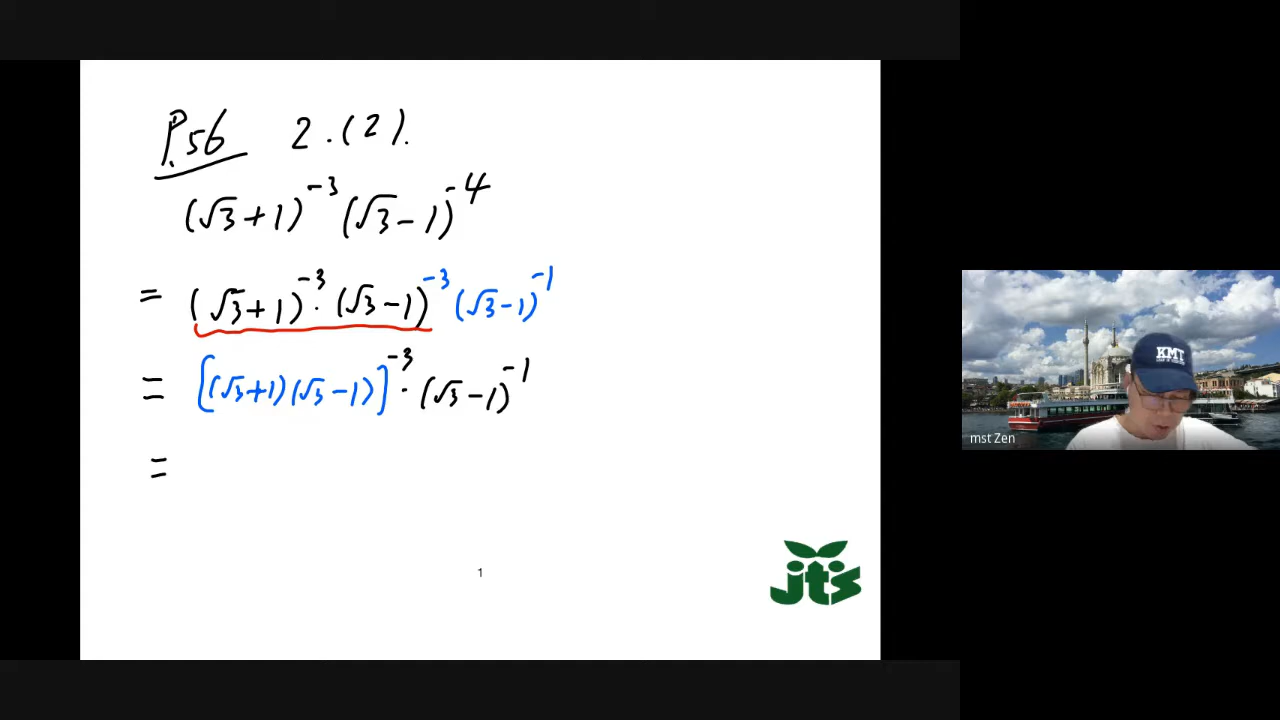 P.56 2.(2).
(√3+1)⁻³(√3-1)⁻⁴
= (√3+1)⁻³·(√3-1)⁻³(√3-1)⁻¹
= [(√3+1)(√3-1)]⁻³·(√3-1)⁻¹
=
1
jts
KMT
mst Zen